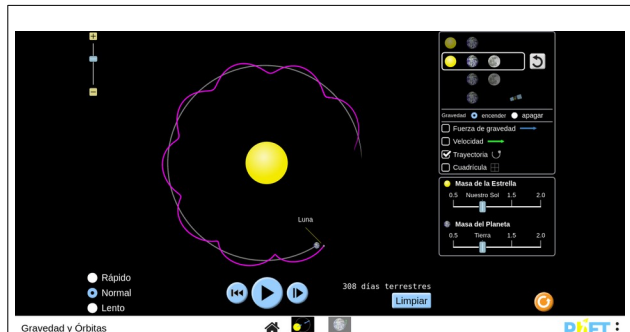 +
−
Gravedad encender apagar
Fuerza de gravedad
Velocidad
Trayectoria
Cuadrícula
Masa de la Estrella
0.5 Nuestro Sol 1.5 2.0
Masa del Planeta
0.5 Tierra 1.5 2.0
Luna
Rápido
Normal
Lento
308 días terrestres
Limpiar
Gravedad y Órbitas
PhET